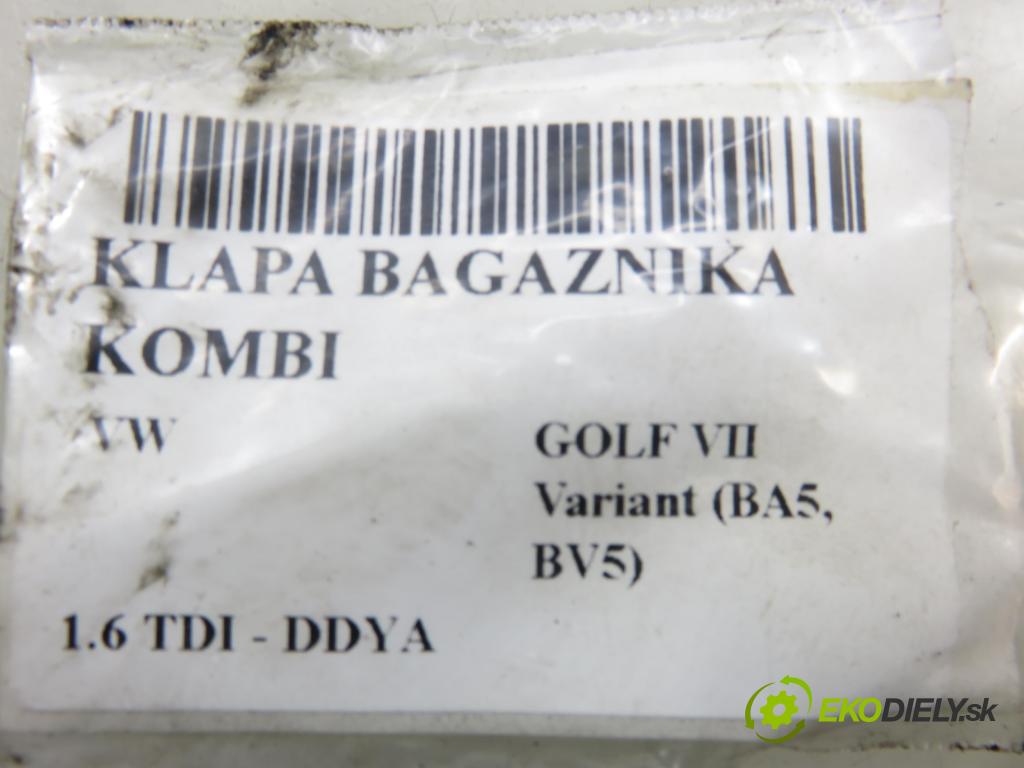 KLAPA BAGAZNIKA
KOMBI
VW
GOLF VII
Variant (BA5,
BV5)
1.6 TDI - DDYA
EKODIELY.sk